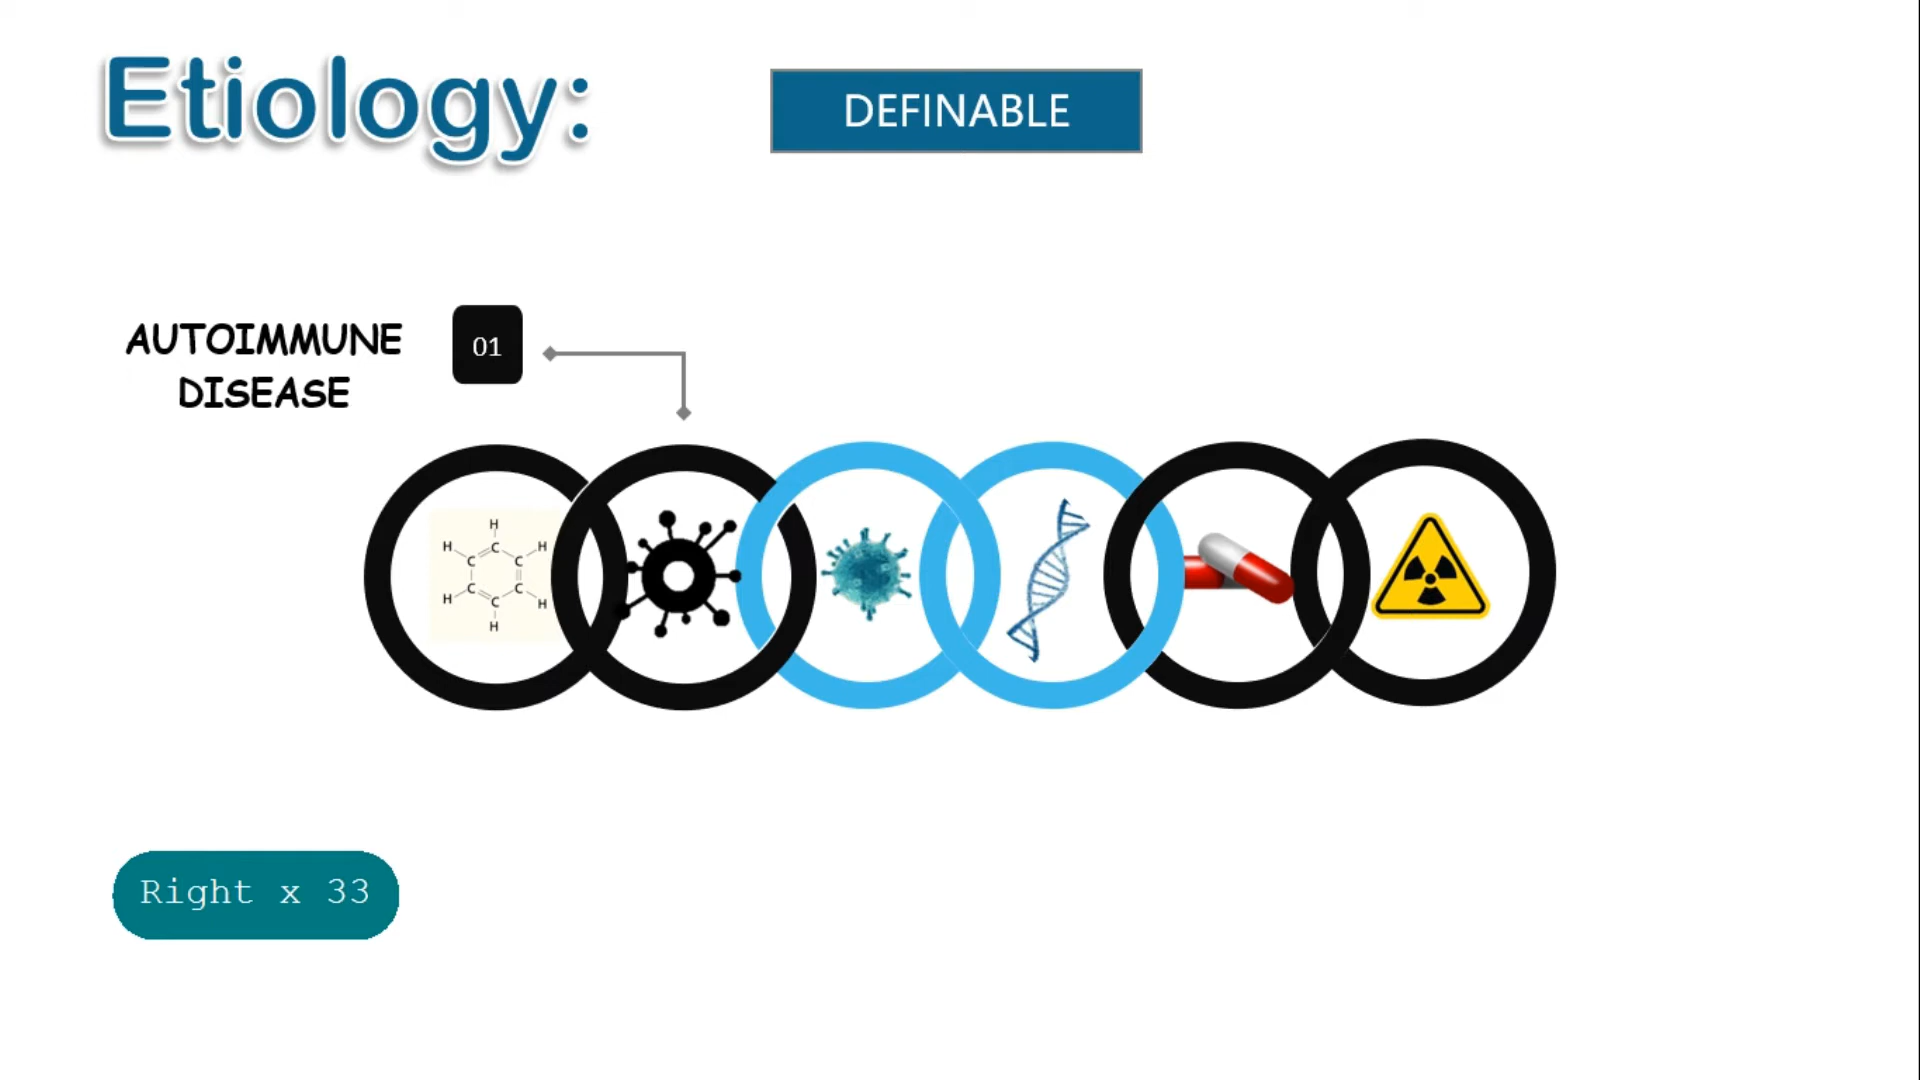 Etiology:
DEFINABLE
AUTOIMMUNE
DISEASE
01
H
H C H
C C
C C
H C H
H
Right x 33